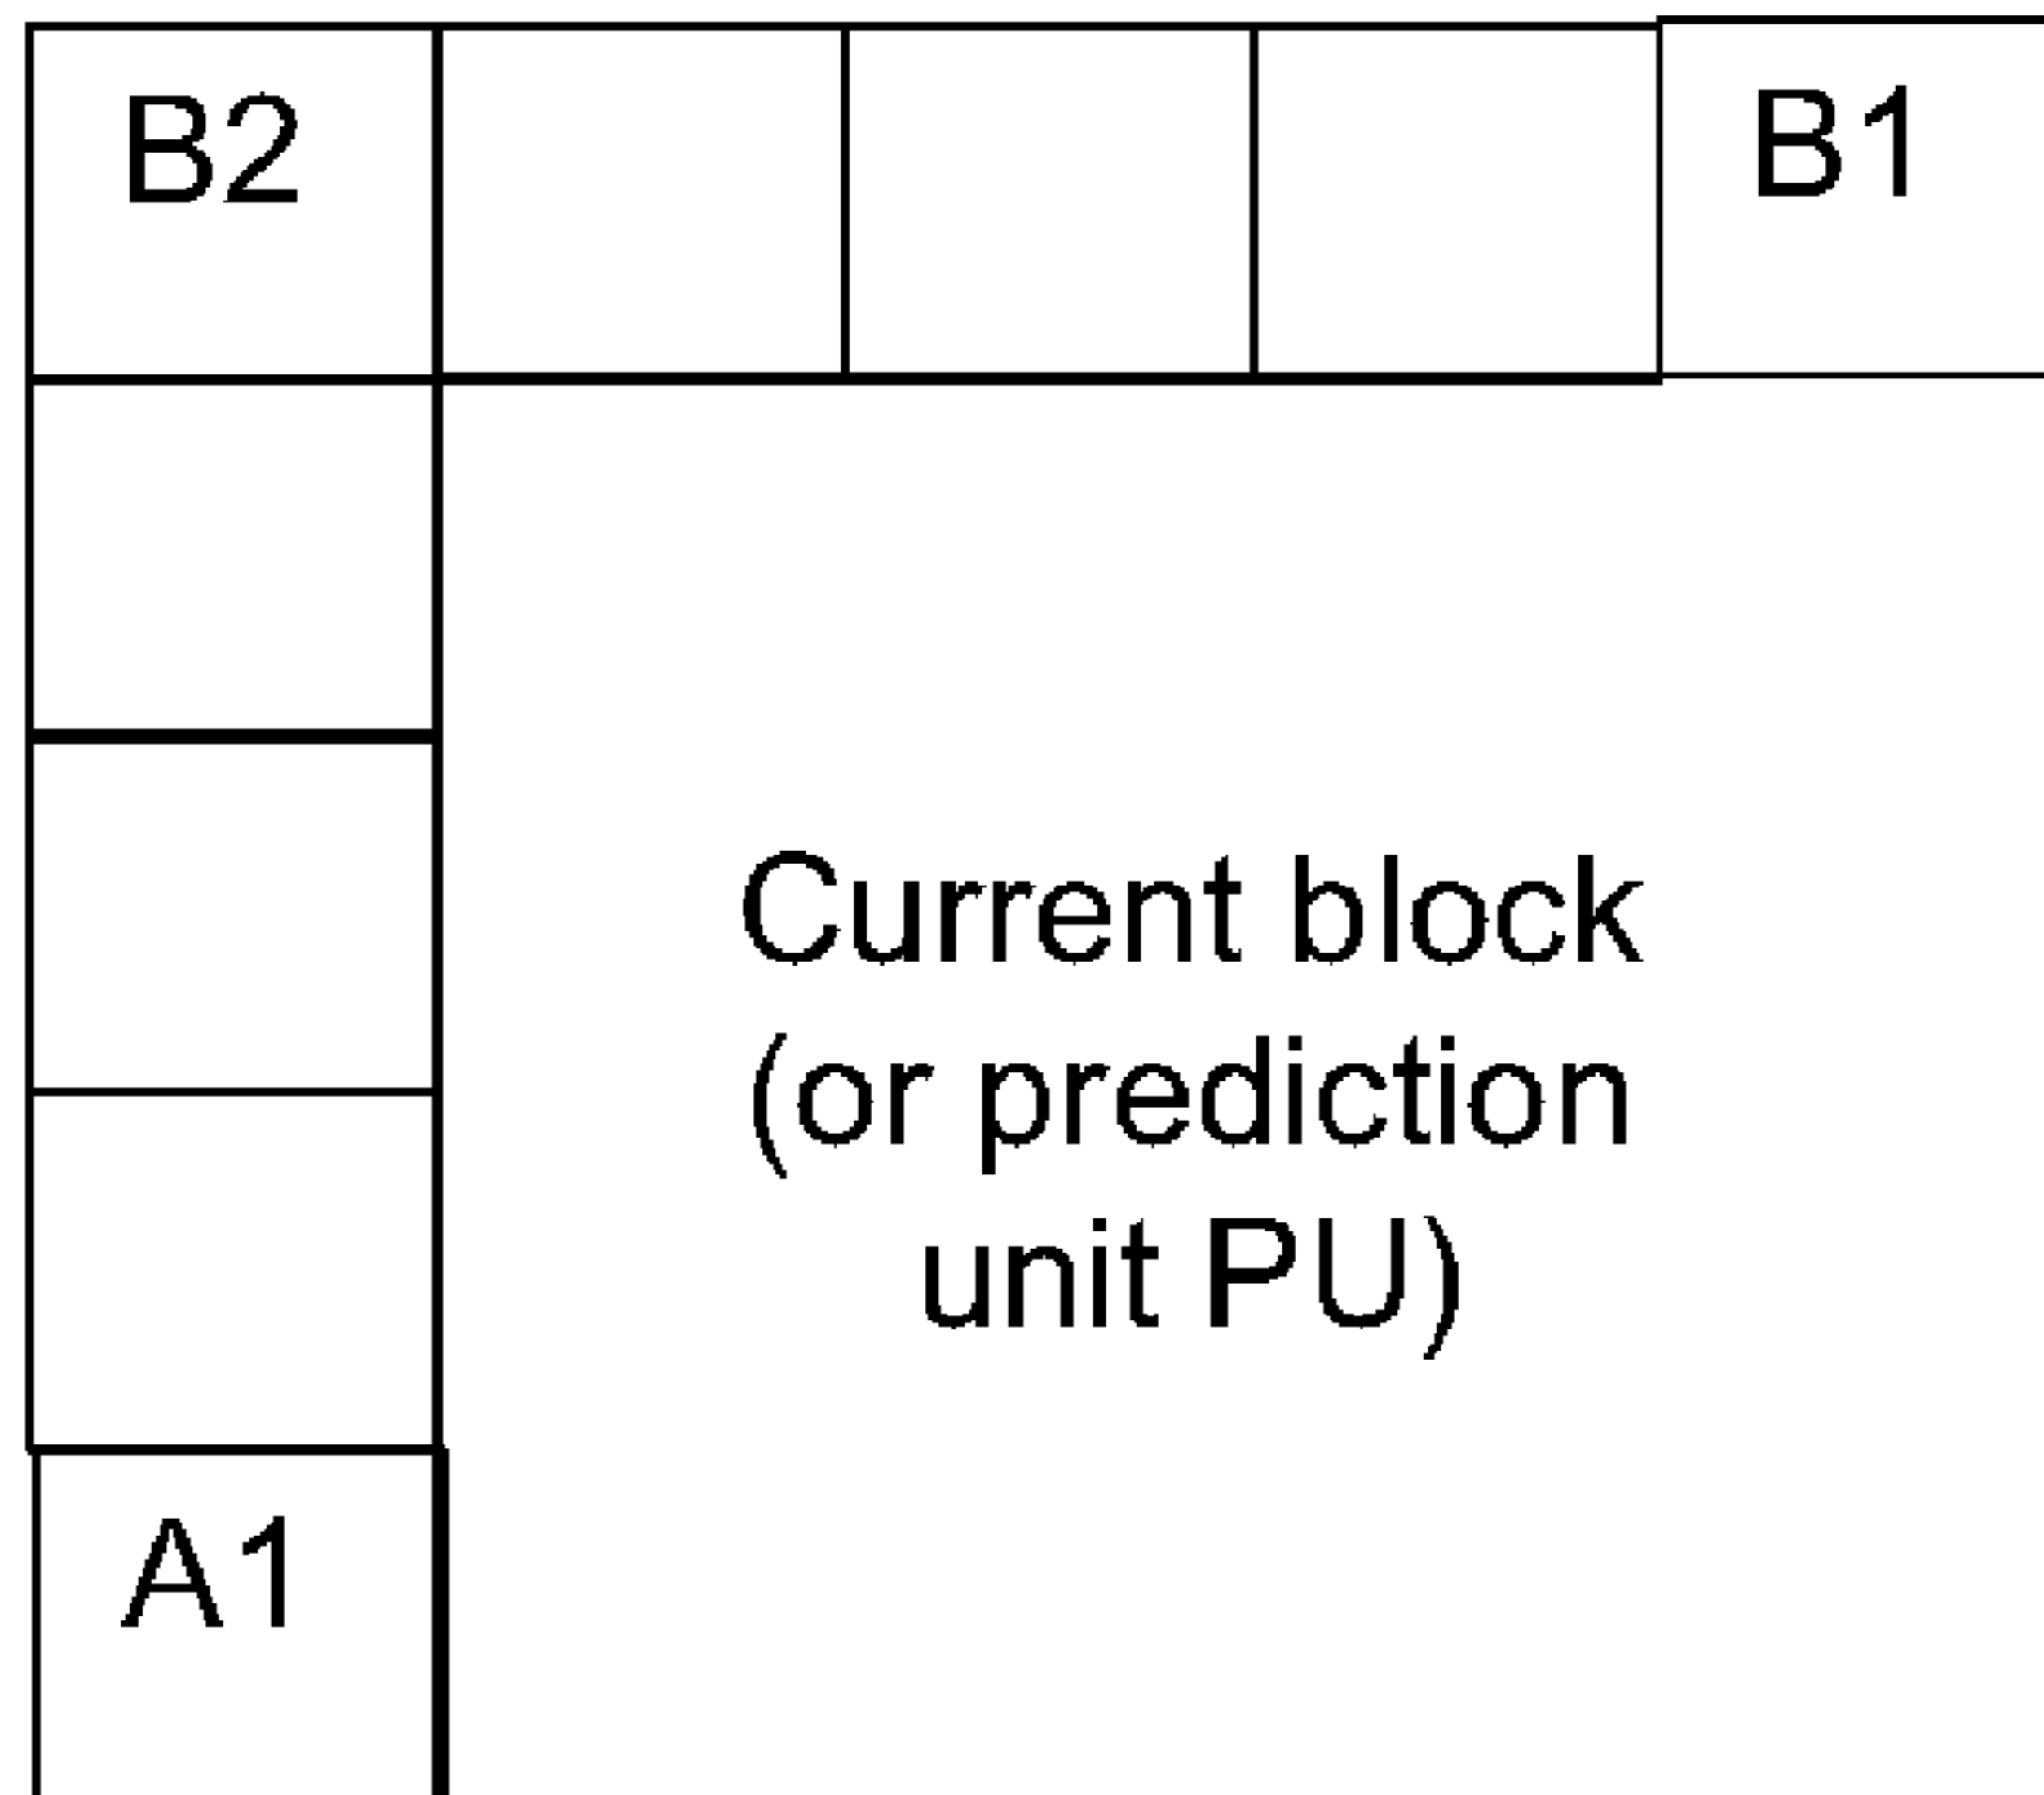 B2
B1
Current block
(or prediction
unit PU)
A1